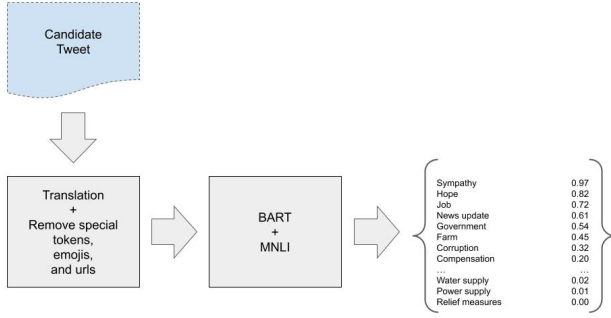 Candidate
Tweet
Translation
+
Remove special
tokens,
emojis,
and urls
BART
+
MNLI
Sympathy 0.97
Hope 0.82
Job 0.72
News update 0.61
Government 0.54
Farm 0.45
Corruption 0.32
Compensation 0.20
... ...
Water supply 0.02
Power supply 0.01
Relief measures 0.00